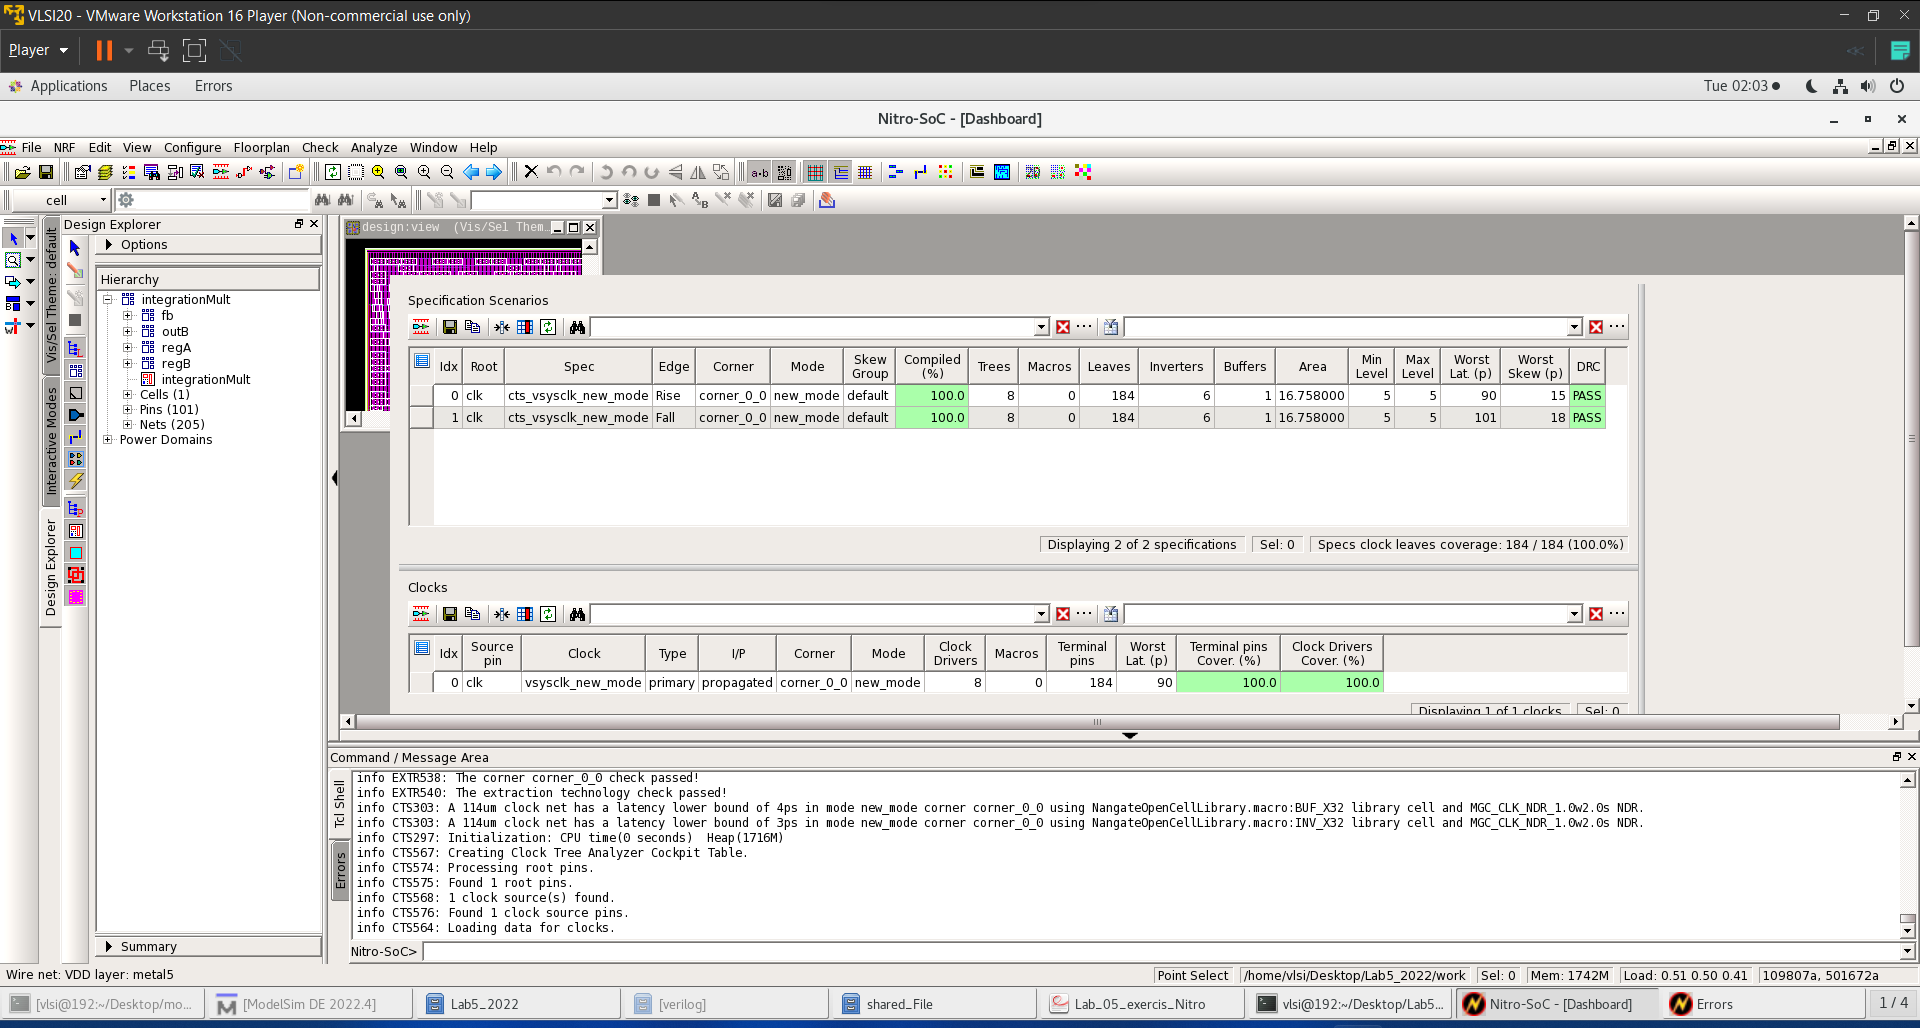 VLSI20 - VMware Workstation 16 Player (Non-commercial use only)
Player
Applications Places Errors Tue 02:03
Nitro-SoC - [Dashboard]
File NRF Edit View Configure Floorplan Check Analyze Window Help
cell
Design Explorer
Options
Hierarchy
integrationMult
fb
outB
regA
regB
integrationMult
Cells (1)
Pins (101)
Nets (205)
Power Domains
Summary
Vis/Sel Theme: default
Interactive Modes
Design Explorer
design:view (Vis/Sel Them
Specification Scenarios
Idx Root Spec Edge Corner Mode Skew Group Compiled (%) Trees Macros Leaves Inverters Buffers Area Min Level Max Level Worst Lat. (p) Worst Skew (p) DRC
0 clk cts_vsysclk_new_mode Rise corner_0_0 new_mode default 100.0 8 0 184 6 1 16.758000 5 5 90 15 PASS
1 clk cts_vsysclk_new_mode Fall corner_0_0 new_mode default 100.0 8 0 184 6 1 16.758000 5 5 101 18 PASS
Displaying 2 of 2 specifications Sel: 0 Specs clock leaves coverage: 184 / 184 (100.0%)
Clocks
Idx Source pin Clock Type I/P Corner Mode Clock Drivers Macros Terminal pins Worst Lat. (p) Terminal pins Cover. (%) Clock Drivers Cover. (%)
0 clk vsysclk_new_mode primary propagated corner_0_0 new_mode 8 0 184 90 100.0 100.0
Displaying 1 of 1 clocks Sel: 0
Command / Message Area
Tcl Shell
Errors
info EXTR538: The corner corner_0_0 check passed!
info EXTR540: The extraction technology check passed!
info CTS303: A 114um clock net has a latency lower bound of 4ps in mode new_mode corner corner_0_0 using NangateOpenCellLibrary.macro:BUF_X32 library cell and MGC_CLK_NDR_1.0w2.0s NDR.
info CTS303: A 114um clock net has a latency lower bound of 3ps in mode new_mode corner corner_0_0 using NangateOpenCellLibrary.macro:INV_X32 library cell and MGC_CLK_NDR_1.0w2.0s NDR.
info CTS297: Initialization: CPU time(0 seconds) Heap(1716M)
info CTS567: Creating Clock Tree Analyzer Cockpit Table.
info CTS574: Processing root pins.
info CTS575: Found 1 root pins.
info CTS568: 1 clock source(s) found.
info CTS576: Found 1 clock source pins.
info CTS564: Loading data for clocks.
Nitro-SoC>
Wire net: VDD layer: metal5 Point Select /home/vlsi/Desktop/Lab5_2022/work Sel: 0 Mem: 1742M Load: 0.51 0.50 0.41 109807a, 501672a
[vlsi@192:~/Desktop/mo... [ModelSim DE 2022.4] Lab5_2022 [verilog] shared_File Lab_05_exercis_Nitro vlsi@192:~/Desktop/Lab5... Nitro-SoC - [Dashboard] Errors 1 / 4